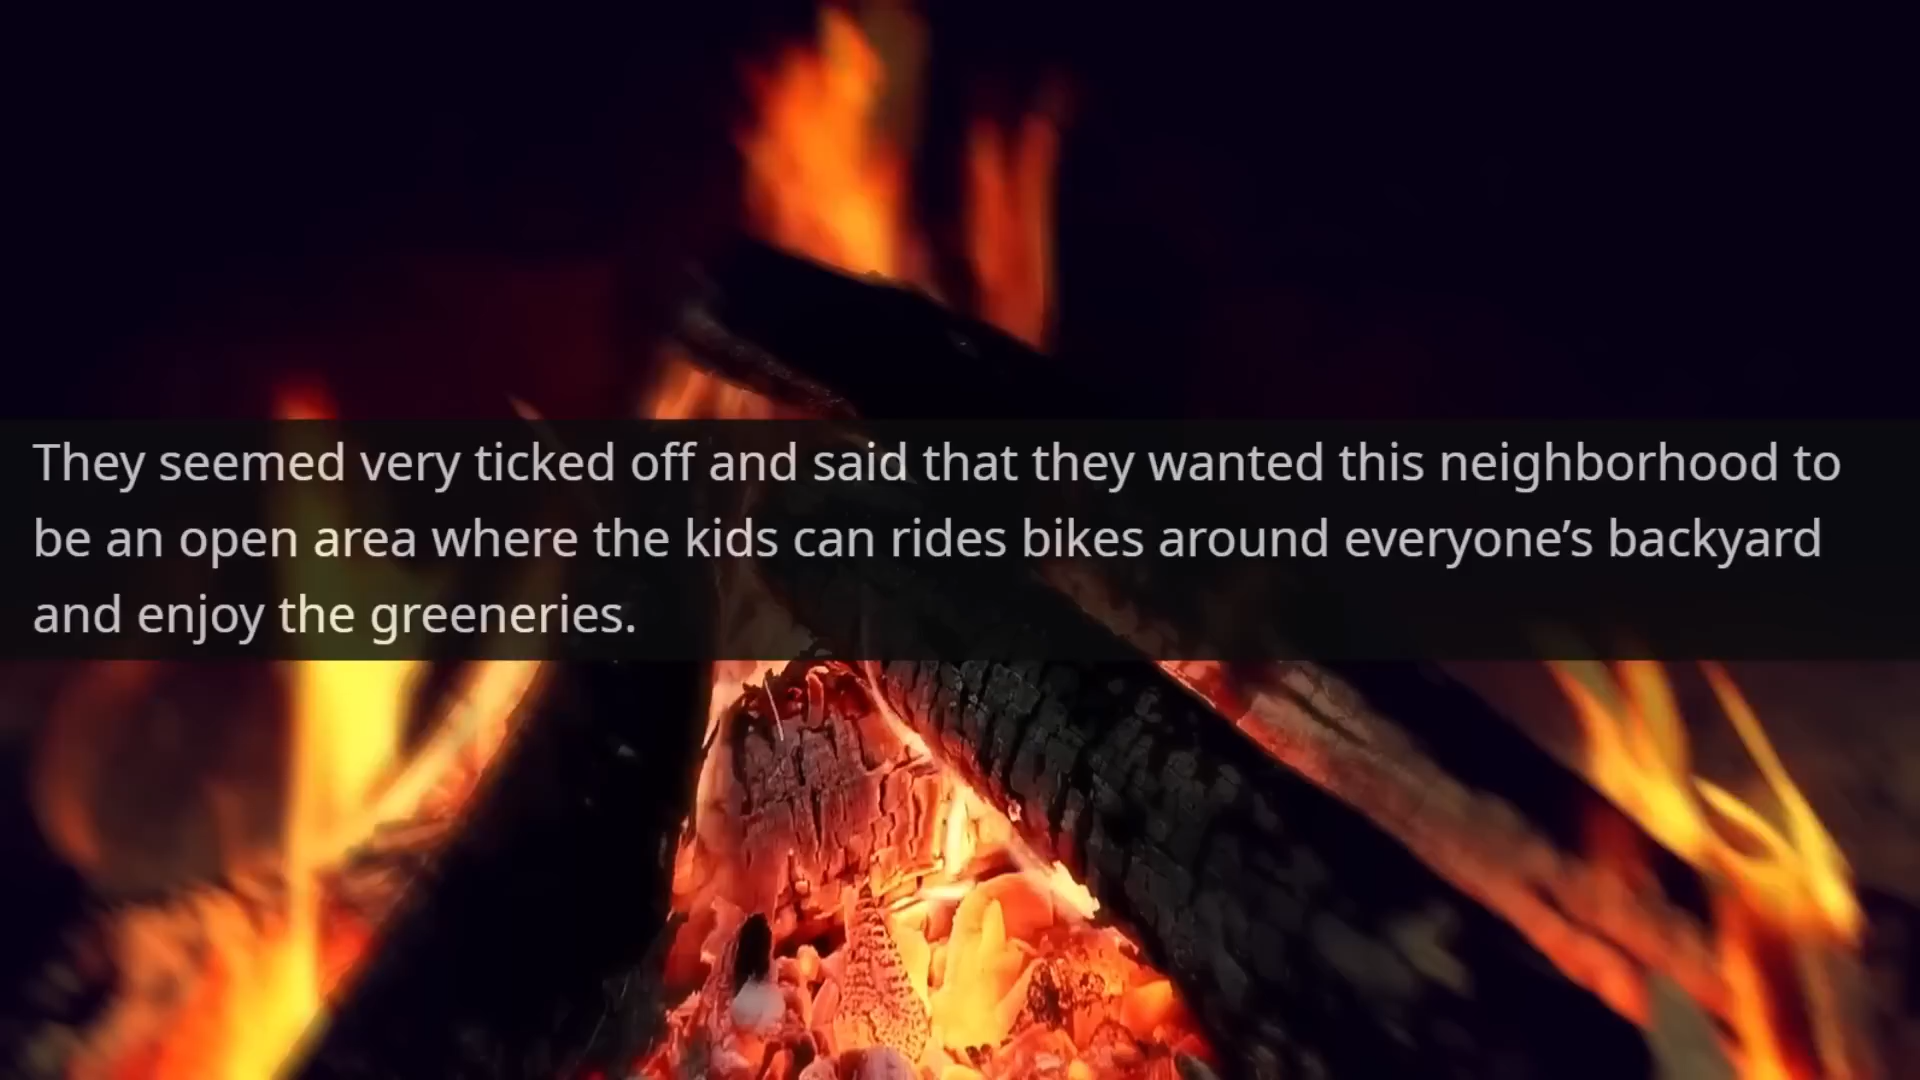 They seemed very ticked off and said that they wanted this neighborhood to
be an open area where the kids can rides bikes around everyone’s backyard
and enjoy the greeneries.